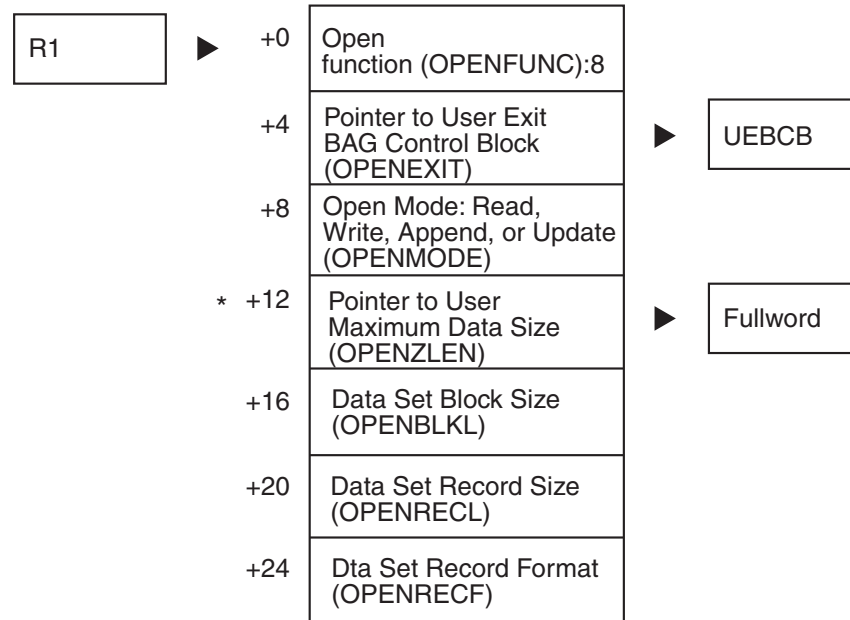 R1
+0 Open
function (OPENFUNC):8
+4 Pointer to User Exit
BAG Control Block
(OPENEXIT)
UEBCB
+8 Open Mode: Read,
Write, Append, or Update
(OPENMODE)
* +12 Pointer to User
Maximum Data Size
(OPENZLEN)
Fullword
+16 Data Set Block Size
(OPENBLKL)
+20 Data Set Record Size
(OPENRECL)
+24 Dta Set Record Format
(OPENRECF)